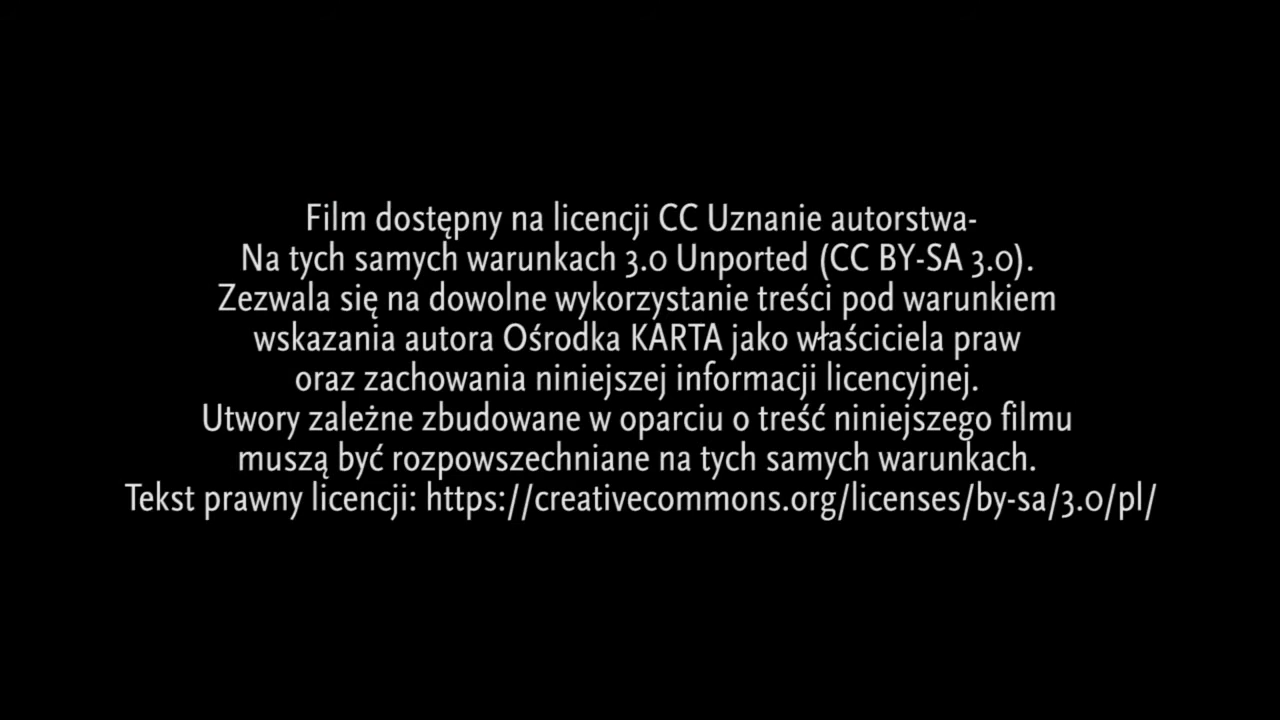 Film dostępny na licencji CC Uznanie autorstwa-
Na tych samych warunkach 3.0 Unported (CC BY-SA 3.0).
Zezwala się na dowolne wykorzystanie treści pod warunkiem
wskazania autora Ośrodka KARTA jako właściciela praw
oraz zachowania niniejszej informacji licencyjnej.
Utwory zależne zbudowane w oparciu o treść niniejszego filmu
muszą być rozpowszechniane na tych samych warunkach.
Tekst prawny licencji: https://creativecommons.org/licenses/by-sa/3.0/pl/